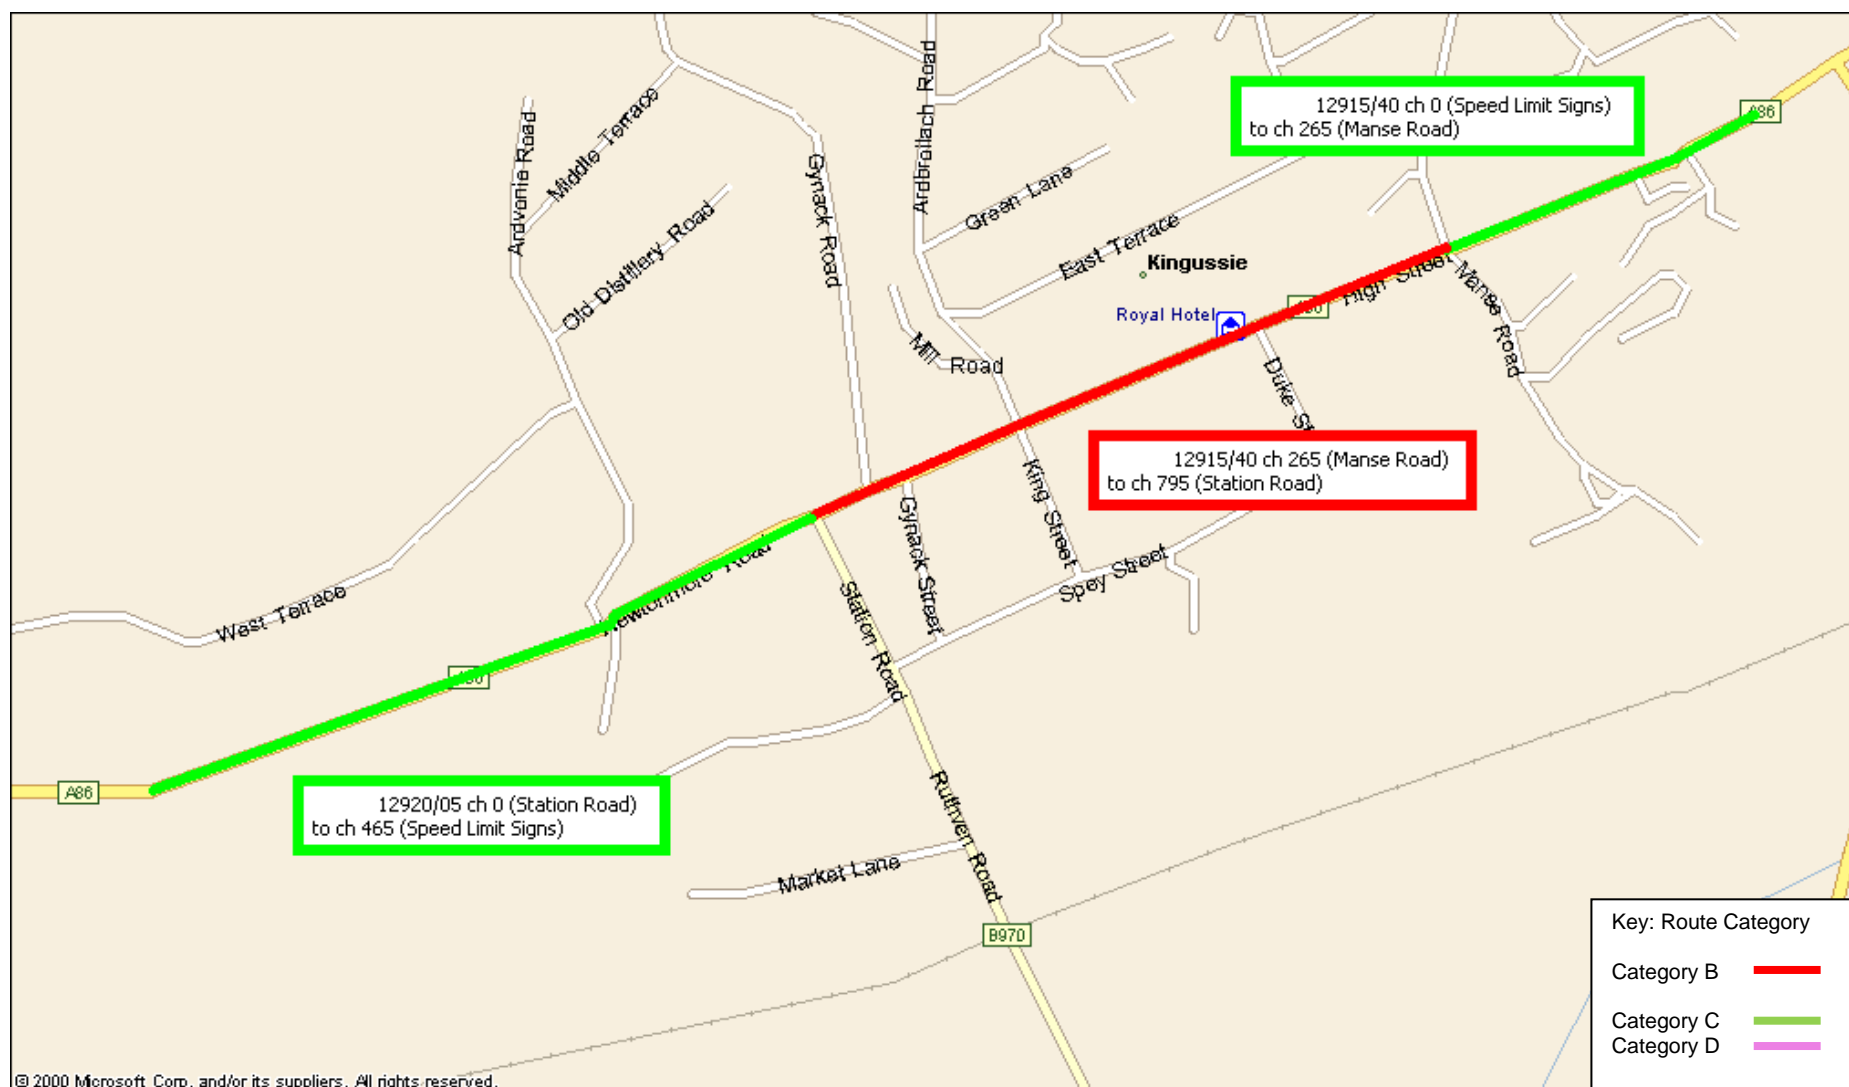 12915/40 ch 0 (Speed Limit Signs)
to ch 265 (Manse Road)
A86
Ardvonie Road
Middle Terrace
Old Distillery Road
Gynack Road
Ardbroilach Road
Green Lane
East Terrace
Kingussie
Royal Hotel
High Street
Manse Road
Mill Road
Duke St
12915/40 ch 265 (Manse Road)
to ch 795 (Station Road)
King Street
Gynack Street
Spey Street
Newtonmore Road
Station Road
West Terrace
A86
12920/05 ch 0 (Station Road)
to ch 465 (Speed Limit Signs)
Ruthven Road
Market Lane
B970
Key: Route Category
Category B
Category C
Category D
© 2000 Microsoft Corp. and/or its suppliers. All rights reserved.